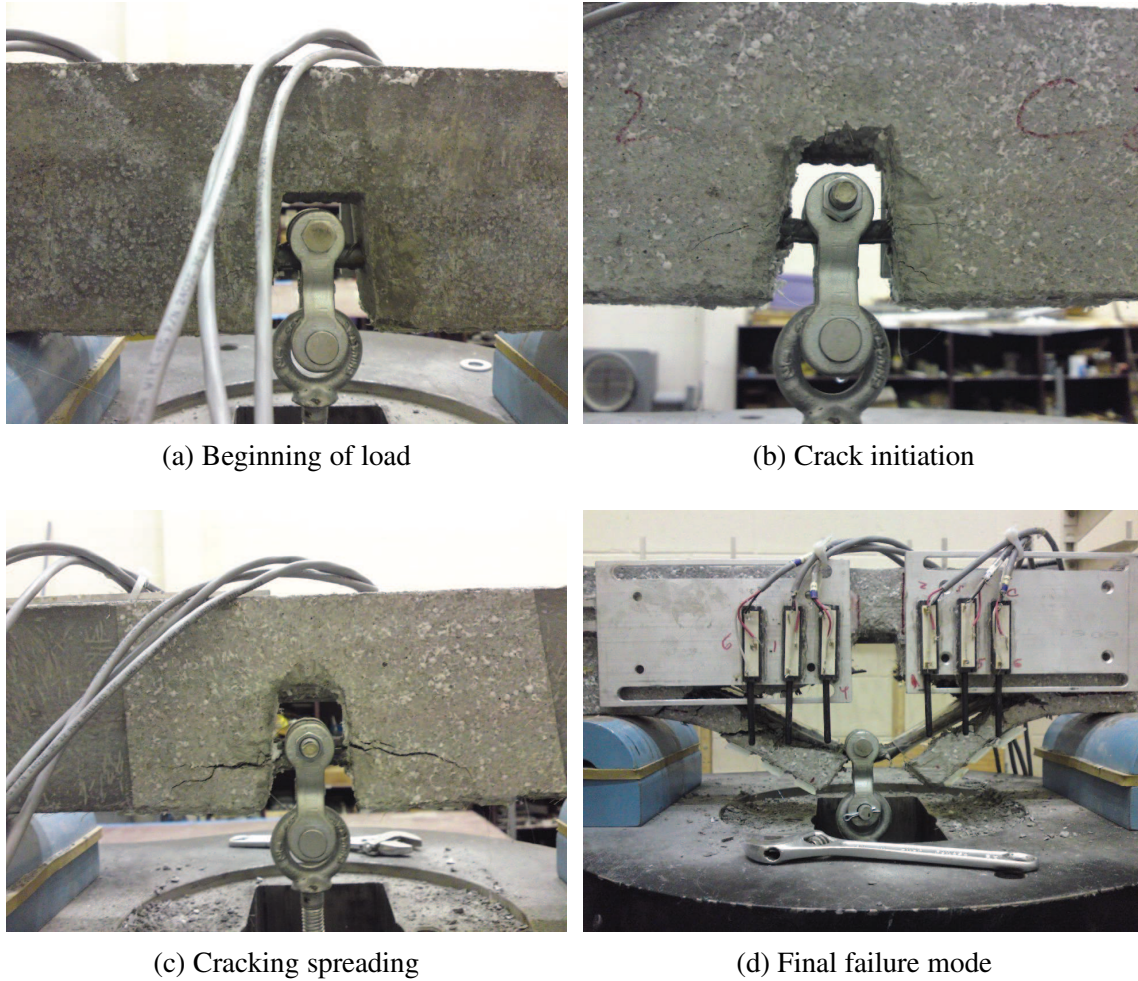 (a) Beginning of load
(b) Crack initiation
(c) Cracking spreading
(d) Final failure mode